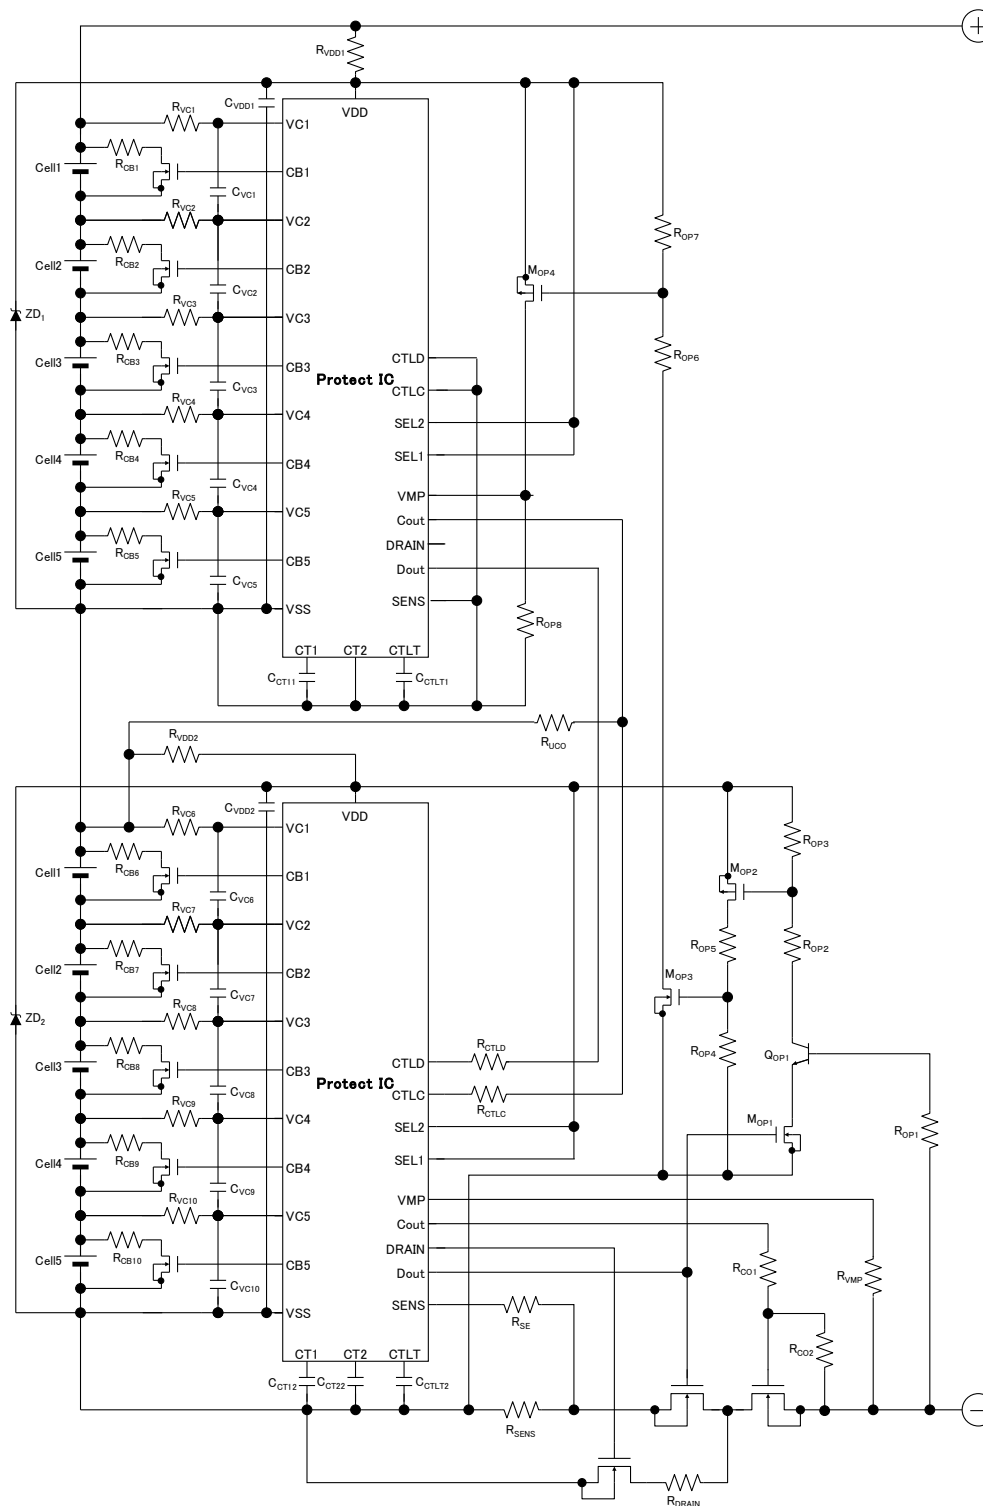 +
RVDD1
CVDD1
VDD
RVC1
VC1
RCB1
Cell1
CB1
CVC1
RVC2
VC2
ROP7
RCB2
Cell2
CB2
MOP4
CVC2
RVC3
VC3
ZD1
ROP6
RCB3
Cell3
CB3
CTLD
Protect IC
CVC3
CTLC
RVC4
VC4
SEL2
RCB4
Cell4
CB4
SEL1
CVC4
VMP
RVC5
VC5
Cout
RCB5
DRAIN
Cell5
CB5
Dout
CVC5
SENS
VSS
ROP8
CT1
CT2
CTLT
CCT11
CCTLT1
RVDD2
RUCO
CVDD2
VDD
RVC6
VC1
ROP3
RCB6
Cell1
CB1
MOP2
CVC6
RVC7
VC2
ROP5
ROP2
RCB7
Cell2
CB2
MOP3
CVC7
RVC8
VC3
ZD2
RCTLD
ROP4
QOP1
RCB8
Cell3
CB3
CTLD
Protect IC
CVC8
CTLC
RCTLC
RVC9
VC4
MOP1
SEL2
ROP1
RCB9
Cell4
CB4
SEL1
CVC9
VMP
RVC10
VC5
Cout
RCB10
DRAIN
Cell5
CB5
Dout
RCO1
RVMP
CVC10
SENS
VSS
RSE
RCO2
CT1
CT2
CTLT
CCT12
CCT22
CCTLT2
−
RSENS
RDRAIN